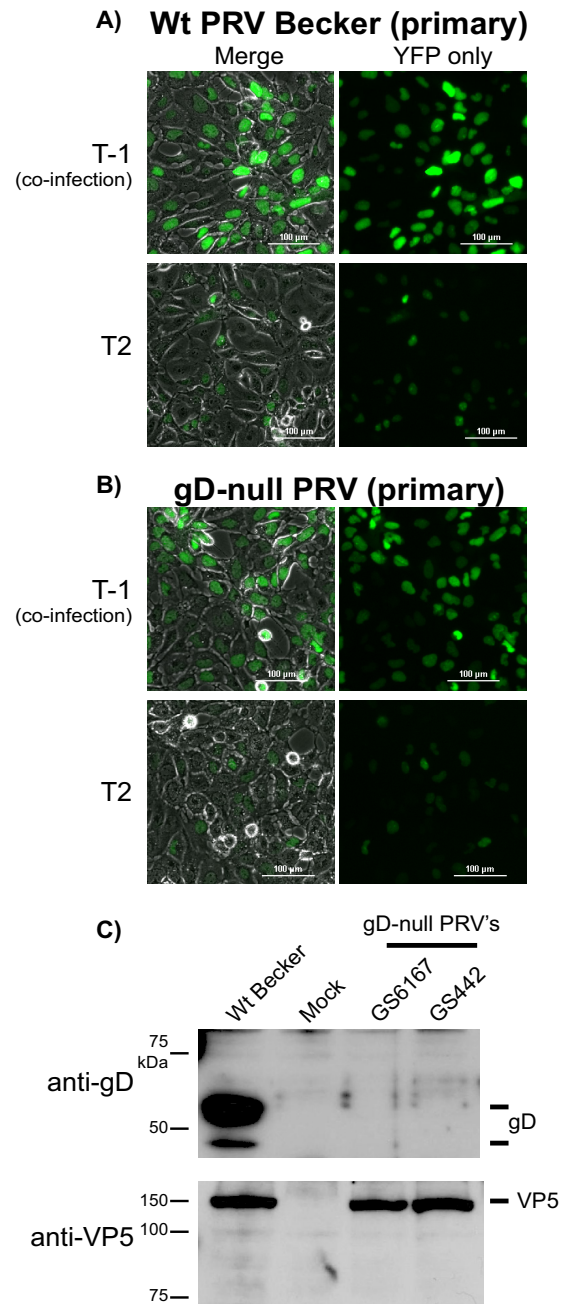 A) Wt PRV Becker (primary)
Merge YFP only
T-1
(co-infection)
100 µm
100 µm
T2
100 µm
100 µm
B) gD-null PRV (primary)
T-1
(co-infection)
100 µm
100 µm
T2
100 µm
100 µm
C)
gD-null PRV's
Wt Becker
Mock
GS6167
GS442
75
kDa
anti-gD
50
gD
150
VP5
100
anti-VP5
75